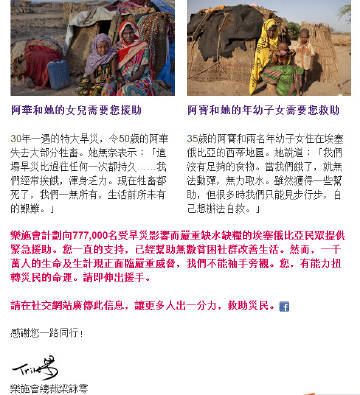 阿華和她的女兒需要您援助
30年一遇的特大旱災，令50歲的阿華
失去大部分牲畜。她無奈表示：「這
場旱災比過往任何一次都持久……我
們經常挨餓，渾身乏力。現在牲畜都
死了，我們一無所有，生活前所未有
的艱難。」
阿寶和她的年幼子女需要您救助
35歲的阿寶和兩名年幼子女住在埃塞
俄比亞的西蒂地區。她說道：「我們
沒有足夠的食物。當我們餓了，就無
法動彈，無力取水。雖然獲得一些幫
助，但很多時我們只能見步行步，自
己想辦法自救。」
樂施會計劃向777,000名受旱災影響而嚴重缺水缺糧的埃塞俄比亞民眾提供
緊急援助。您一直的支持，已經幫助無數貧困社群改善生活。然而，一千
萬人的生命及生計現正面臨嚴重威脅，我們不能袖手旁觀。您，有能力扭
轉災民的命運。請即伸出援手。
請在社交網站廣傳此信息，讓更多人出一分力，救助災民。
感謝您一路同行！
樂施會總裁梁詠雩